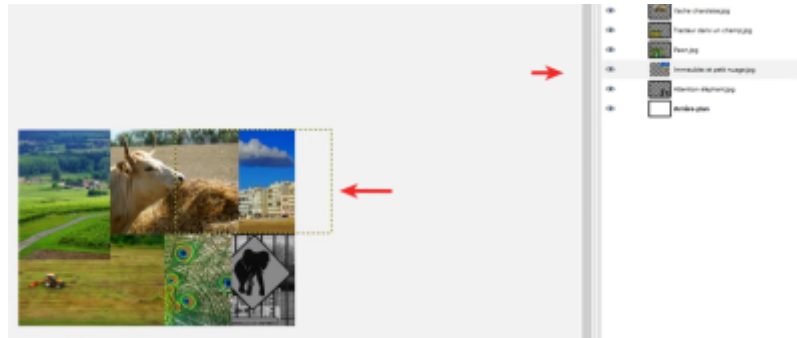 Vache charolaise.jpg
Tracteur dans un champ.jpg
Paon.jpg
Immeubles et petit nuage.jpg
Attention éléphant.jpg
Arrière-plan